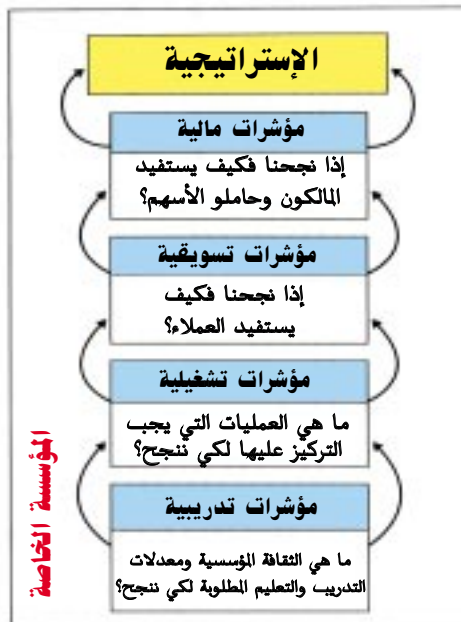 الإستراتيجية
مؤشرات مالية
إذا نجحنا فكيف يستفيد
المالكون وحاملو الأسهم؟
مؤشرات تسويقية
إذا نجحنا فكيف
يستفيد العملاء؟
مؤشرات تشغيلية
ما هي العمليات التي يجب
التركيز عليها لكي ننجح؟
مؤشرات تدريبية
ما هي الثقافة المؤسسية ومعدلات
التدريب والتعليم المطلوبة لكي ننجح؟
المؤسسة الخاصة